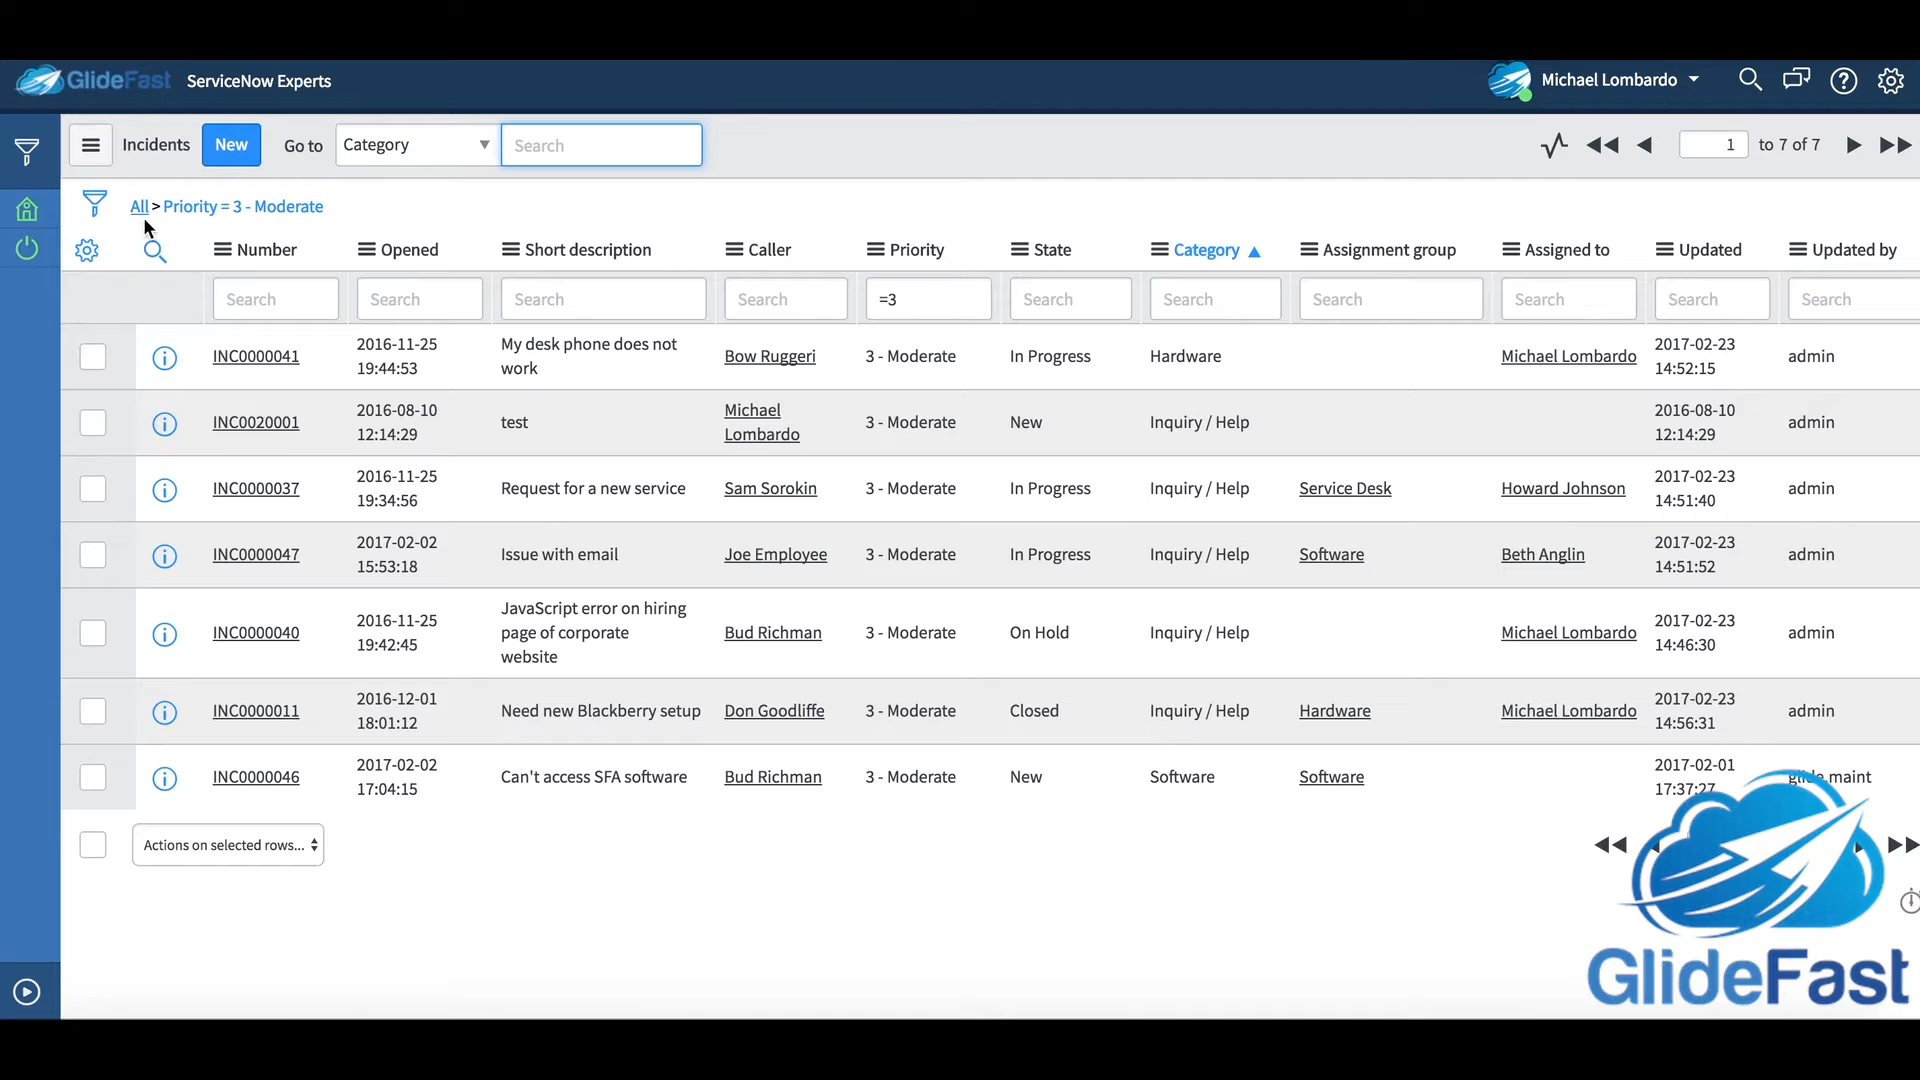 GlideFast ServiceNow Experts Michael Lombardo
Incidents New Go to Category Search 1 to 7 of 7
All > Priority = 3 - Moderate
Number Opened Short description Caller Priority State Category Assignment group Assigned to Updated Updated by
Search Search Search Search =3 Search Search Search Search Search Search
INC0000041 2016-11-25 19:44:53 My desk phone does not work Bow Ruggeri 3 - Moderate In Progress Hardware Michael Lombardo 2017-02-23 14:52:15 admin
INC0020001 2016-08-10 12:14:29 test Michael Lombardo 3 - Moderate New Inquiry / Help 2016-08-10 12:14:29 admin
INC0000037 2016-11-25 19:34:56 Request for a new service Sam Sorokin 3 - Moderate In Progress Inquiry / Help Service Desk Howard Johnson 2017-02-23 14:51:40 admin
INC0000047 2017-02-02 15:53:18 Issue with email Joe Employee 3 - Moderate In Progress Inquiry / Help Software Beth Anglin 2017-02-23 14:51:52 admin
INC0000040 2016-11-25 19:42:45 JavaScript error on hiring page of corporate website Bud Richman 3 - Moderate On Hold Inquiry / Help Michael Lombardo 2017-02-23 14:46:30 admin
INC0000011 2016-12-01 18:01:12 Need new Blackberry setup Don Goodliffe 3 - Moderate Closed Inquiry / Help Hardware Michael Lombardo 2017-02-23 14:56:31 admin
INC0000046 2017-02-02 17:04:15 Can't access SFA software Bud Richman 3 - Moderate New Software Software 2017-02-01 17:37:27 glide.maint
Actions on selected rows...
GlideFast